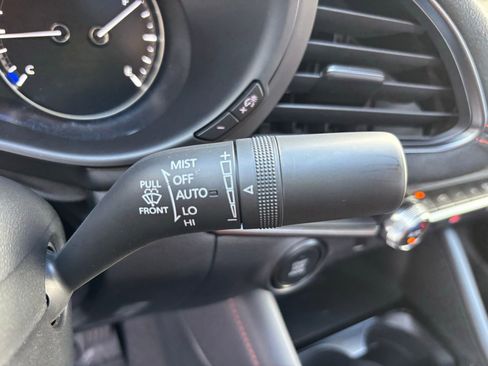 MIST
OFF
PULL
AUTO
FRONT
LO
HI
+
-
C